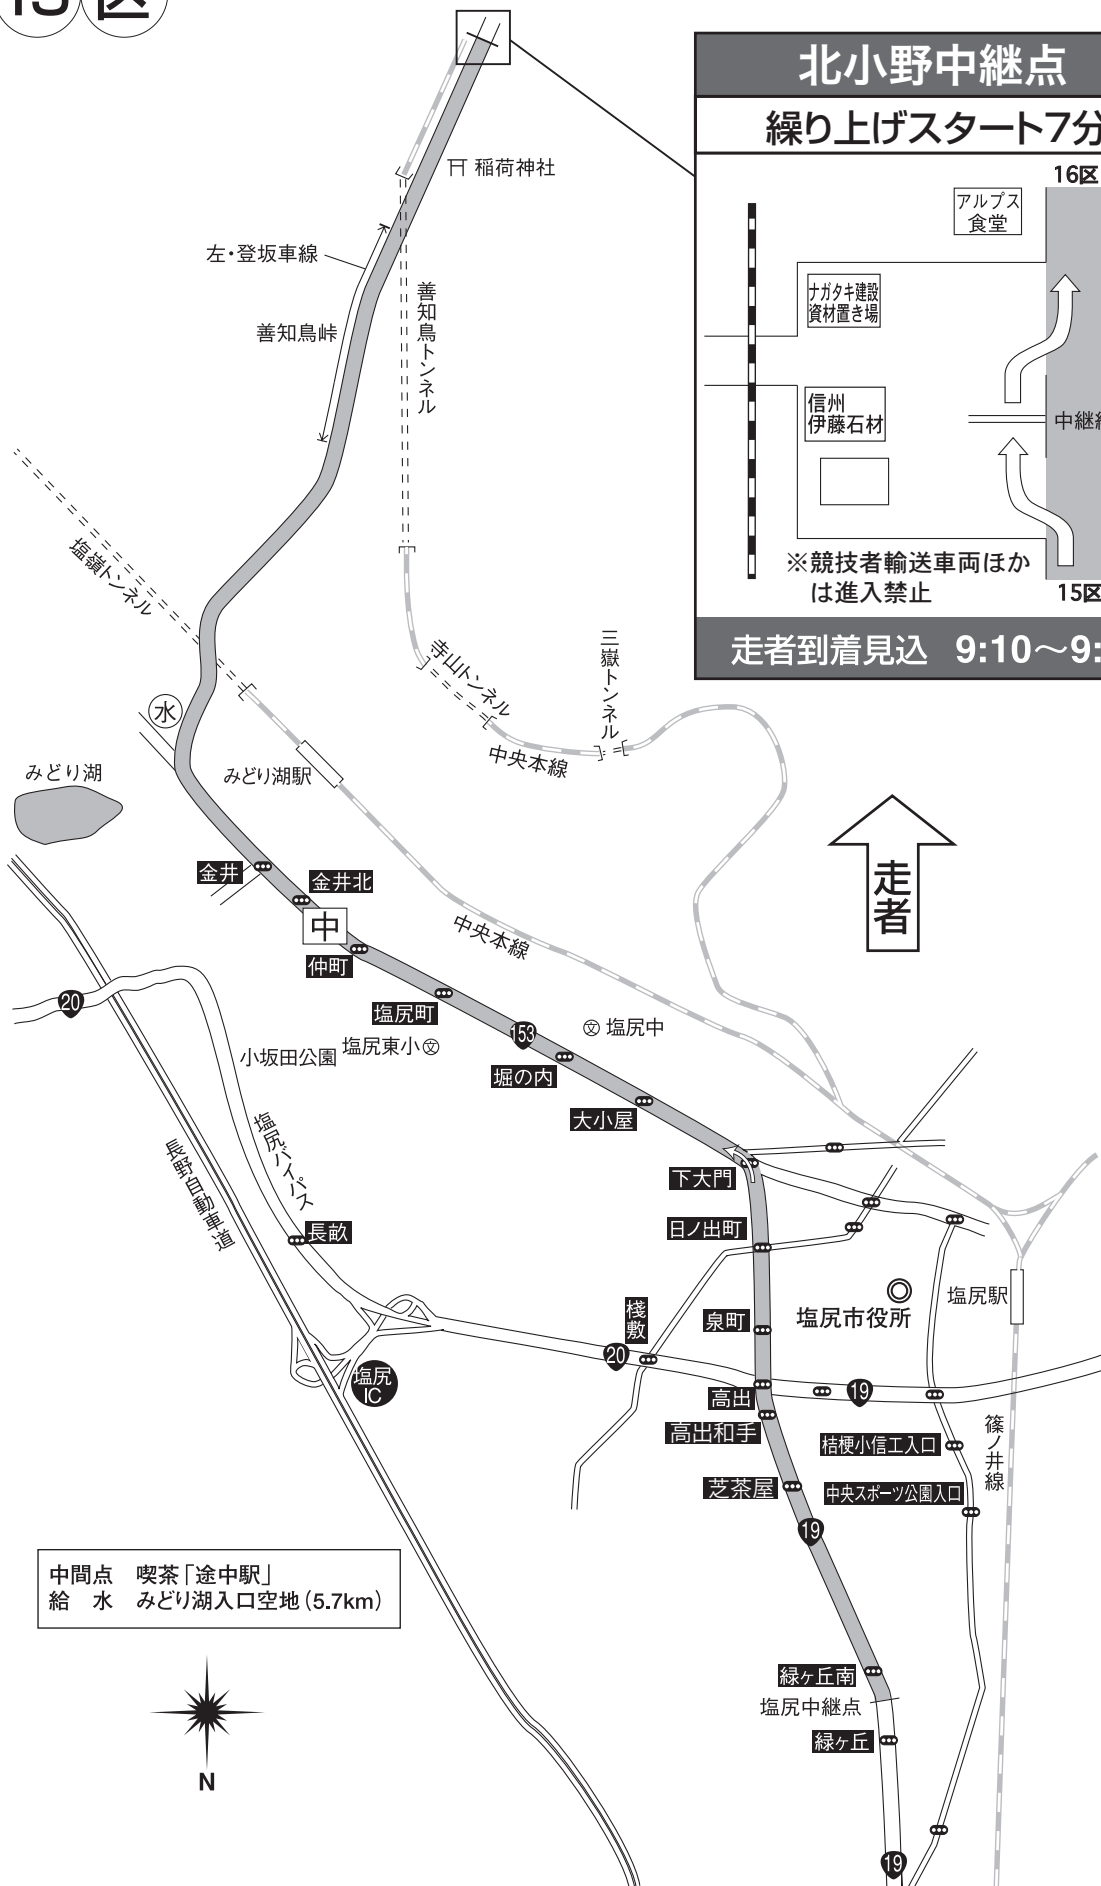 区
北小野中継点
繰り上げスタート7分
16区
アルプス
食堂
ナガタキ建設
資材置き場
信州
伊藤石材
※競技者輸送車両ほか
は進入禁止
15区
走者到着見込 9:10～9:
稲荷神社
左・登坂車線
善知鳥峠
善知鳥トンネル
塩嶺トンネル
寺山トンネル
三嶽トンネル
中央本線
水
みどり湖
みどり湖駅
走者
金井
金井北
中
仲町
中央本線
20
塩尻町
153
塩尻中
小坂田公園
塩尻東小
堀の内
大小屋
塩尻バイパス
長野自動車道
下大門
長畝
日ノ出町
塩尻市役所
塩尻駅
桟敷
泉町
20
塩尻
IC
高出
19
高出和手
桔梗小信工入口
篠ノ井線
芝茶屋
中央スポーツ公園入口
19
中間点 喫茶「途中駅」
給 水 みどり湖入口空地(5.7km)
緑ヶ丘南
塩尻中継点
緑ヶ丘
N
19